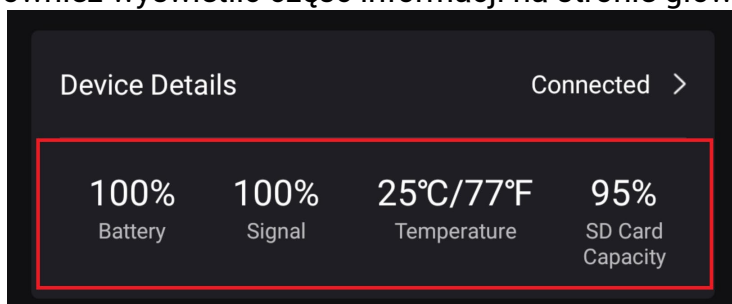 Device Details Connected >
100% 100% 25℃/77℉ 95%
Battery Signal Temperature SD Card
Capacity